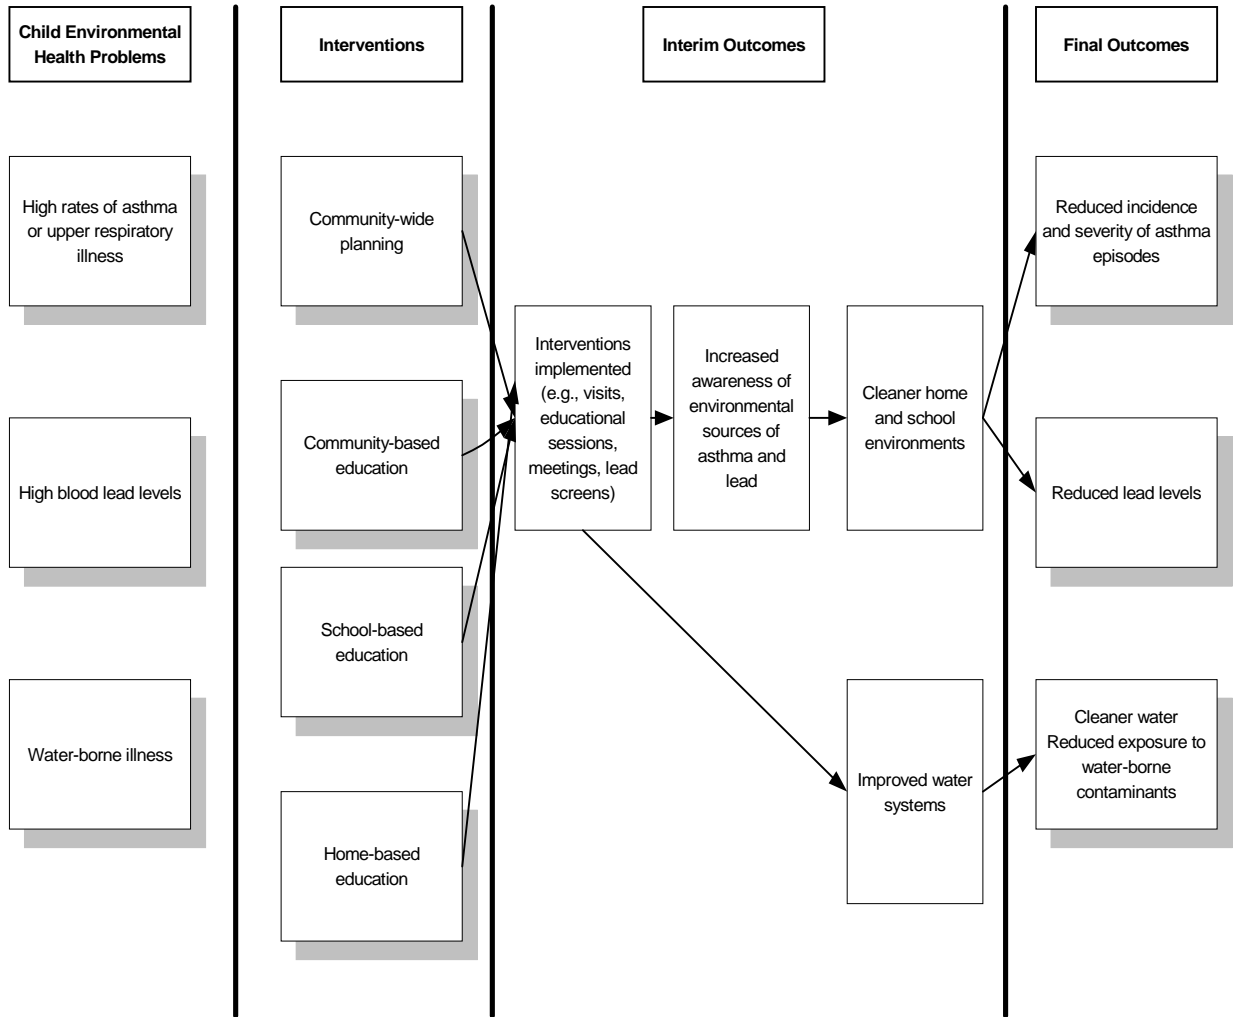 Child Environmental
Health Problems
Interventions
Interim Outcomes
Final Outcomes
High rates of asthma
or upper respiratory
illness
High blood lead levels
Water-borne illness
Community-wide
planning
Community-based
education
School-based
education
Home-based
education
Interventions
implemented
(e.g., visits,
educational
sessions,
meetings, lead
screens)
Increased
awareness of
environmental
sources of
asthma and
lead
Cleaner home
and school
environments
Improved water
systems
Reduced incidence
and severity of asthma
episodes
Reduced lead levels
Cleaner water
Reduced exposure to
water-borne
contaminants